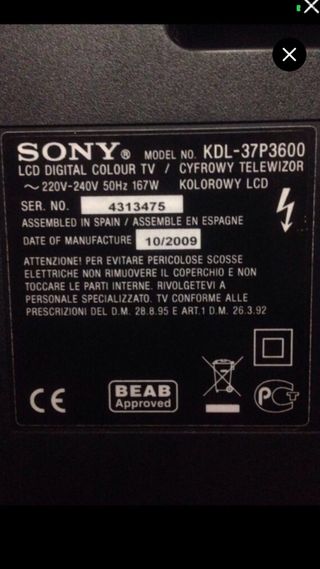 SONY® MODEL NO. KDL-37P3600
LCD DIGITAL COLOUR TV / CYFROWY TELEWIZOR
~ 220V-240V 50Hz 167W KOLOROWY LCD
SER. NO. 4313475
ASSEMBLED IN SPAIN / ASSEMBLE EN ESPAGNE
DATE OF MANUFACTURE 10/2009
ATTENZIONE! PER EVITARE PERICOLOSE SCOSSE
ELETTRICHE NON RIMUOVERE IL COPERCHIO E NON
TOCCARE LE PARTI INTERNE. RIVOLGETEVI A
PERSONALE SPECIALIZZATO. TV CONFORME ALLE
PRESCRIZIONI DEL D.M. 28.8.95 E ART.1 D.M. 26.3.92
CE
BEAB
Approved
PCT